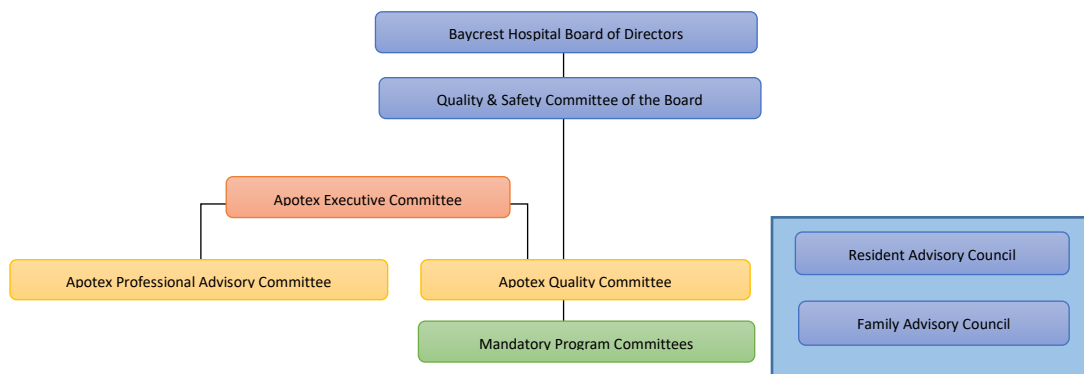 Baycrest Hospital Board of Directors
Quality & Safety Committee of the Board
Apotex Executive Committee
Apotex Professional Advisory Committee
Apotex Quality Committee
Mandatory Program Committees
Resident Advisory Council
Family Advisory Council